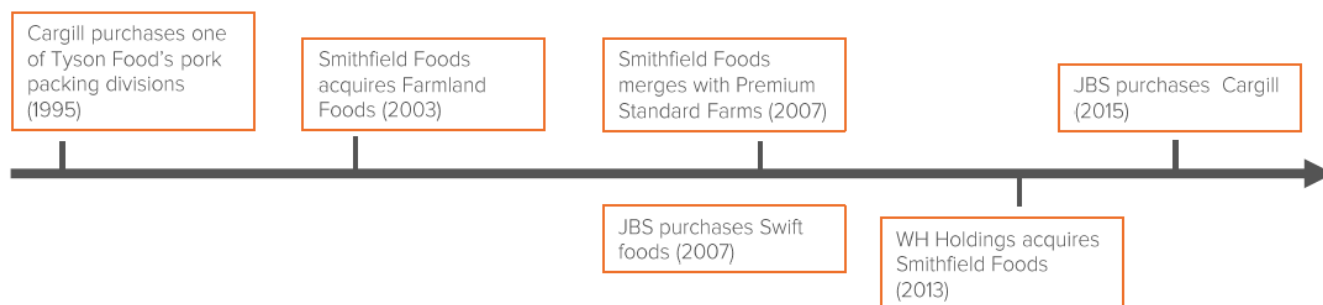 Cargill purchases one
of Tyson Food's pork
packing divisions
(1995)
Smithfield Foods
acquires Farmland
Foods (2003)
Smithfield Foods
merges with Premium
Standard Farms (2007)
JBS purchases Swift
foods (2007)
WH Holdings acquires
Smithfield Foods
(2013)
JBS purchases  Cargill
(2015)